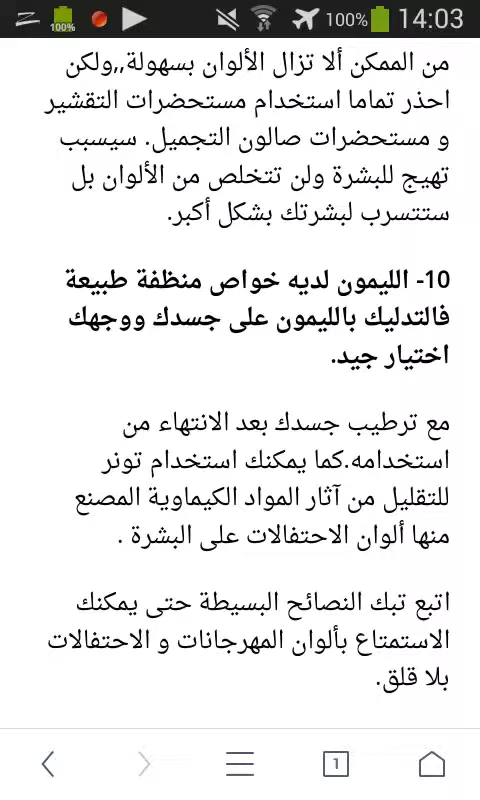 100%
100%
14:03
من الممكن ألا تزال الألوان بسهولة,,ولكن
احذر تماما استخدام مستحضرات التقشير
و مستحضرات صالون التجميل. سيسبب
تهيج للبشرة ولن تتخلص من الألوان بل
ستتسرب لبشرتك بشكل أكبر.
10- الليمون لديه خواص منظفة طبيعة
فالتدليك بالليمون على جسدك ووجهك
اختيار جيد.
مع ترطيب جسدك بعد الانتهاء من
استخدامه.كما يمكنك استخدام تونر
للتقليل من آثار المواد الكيماوية المصنع
منها ألوان الاحتفالات على البشرة .
اتبع تبك النصائح البسيطة حتى يمكنك
الاستمتاع بألوان المهرجانات و الاحتفالات
بلا قلق.
1